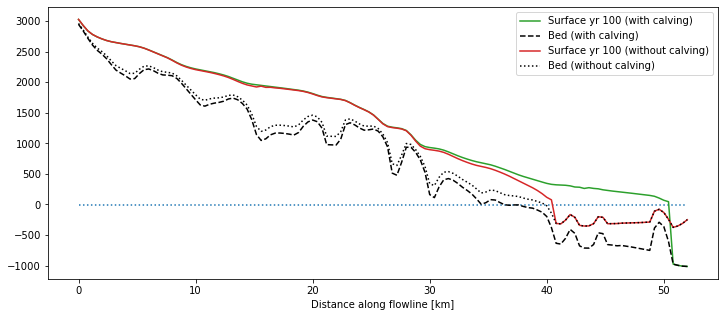 3000
2500
2000
1500
1000
500
0
−500
−1000
Surface yr 100 (with calving)
Bed (with calving)
Surface yr 100 (without calving)
Bed (without calving)
0 10 20 30 40 50
Distance along flowline [km]